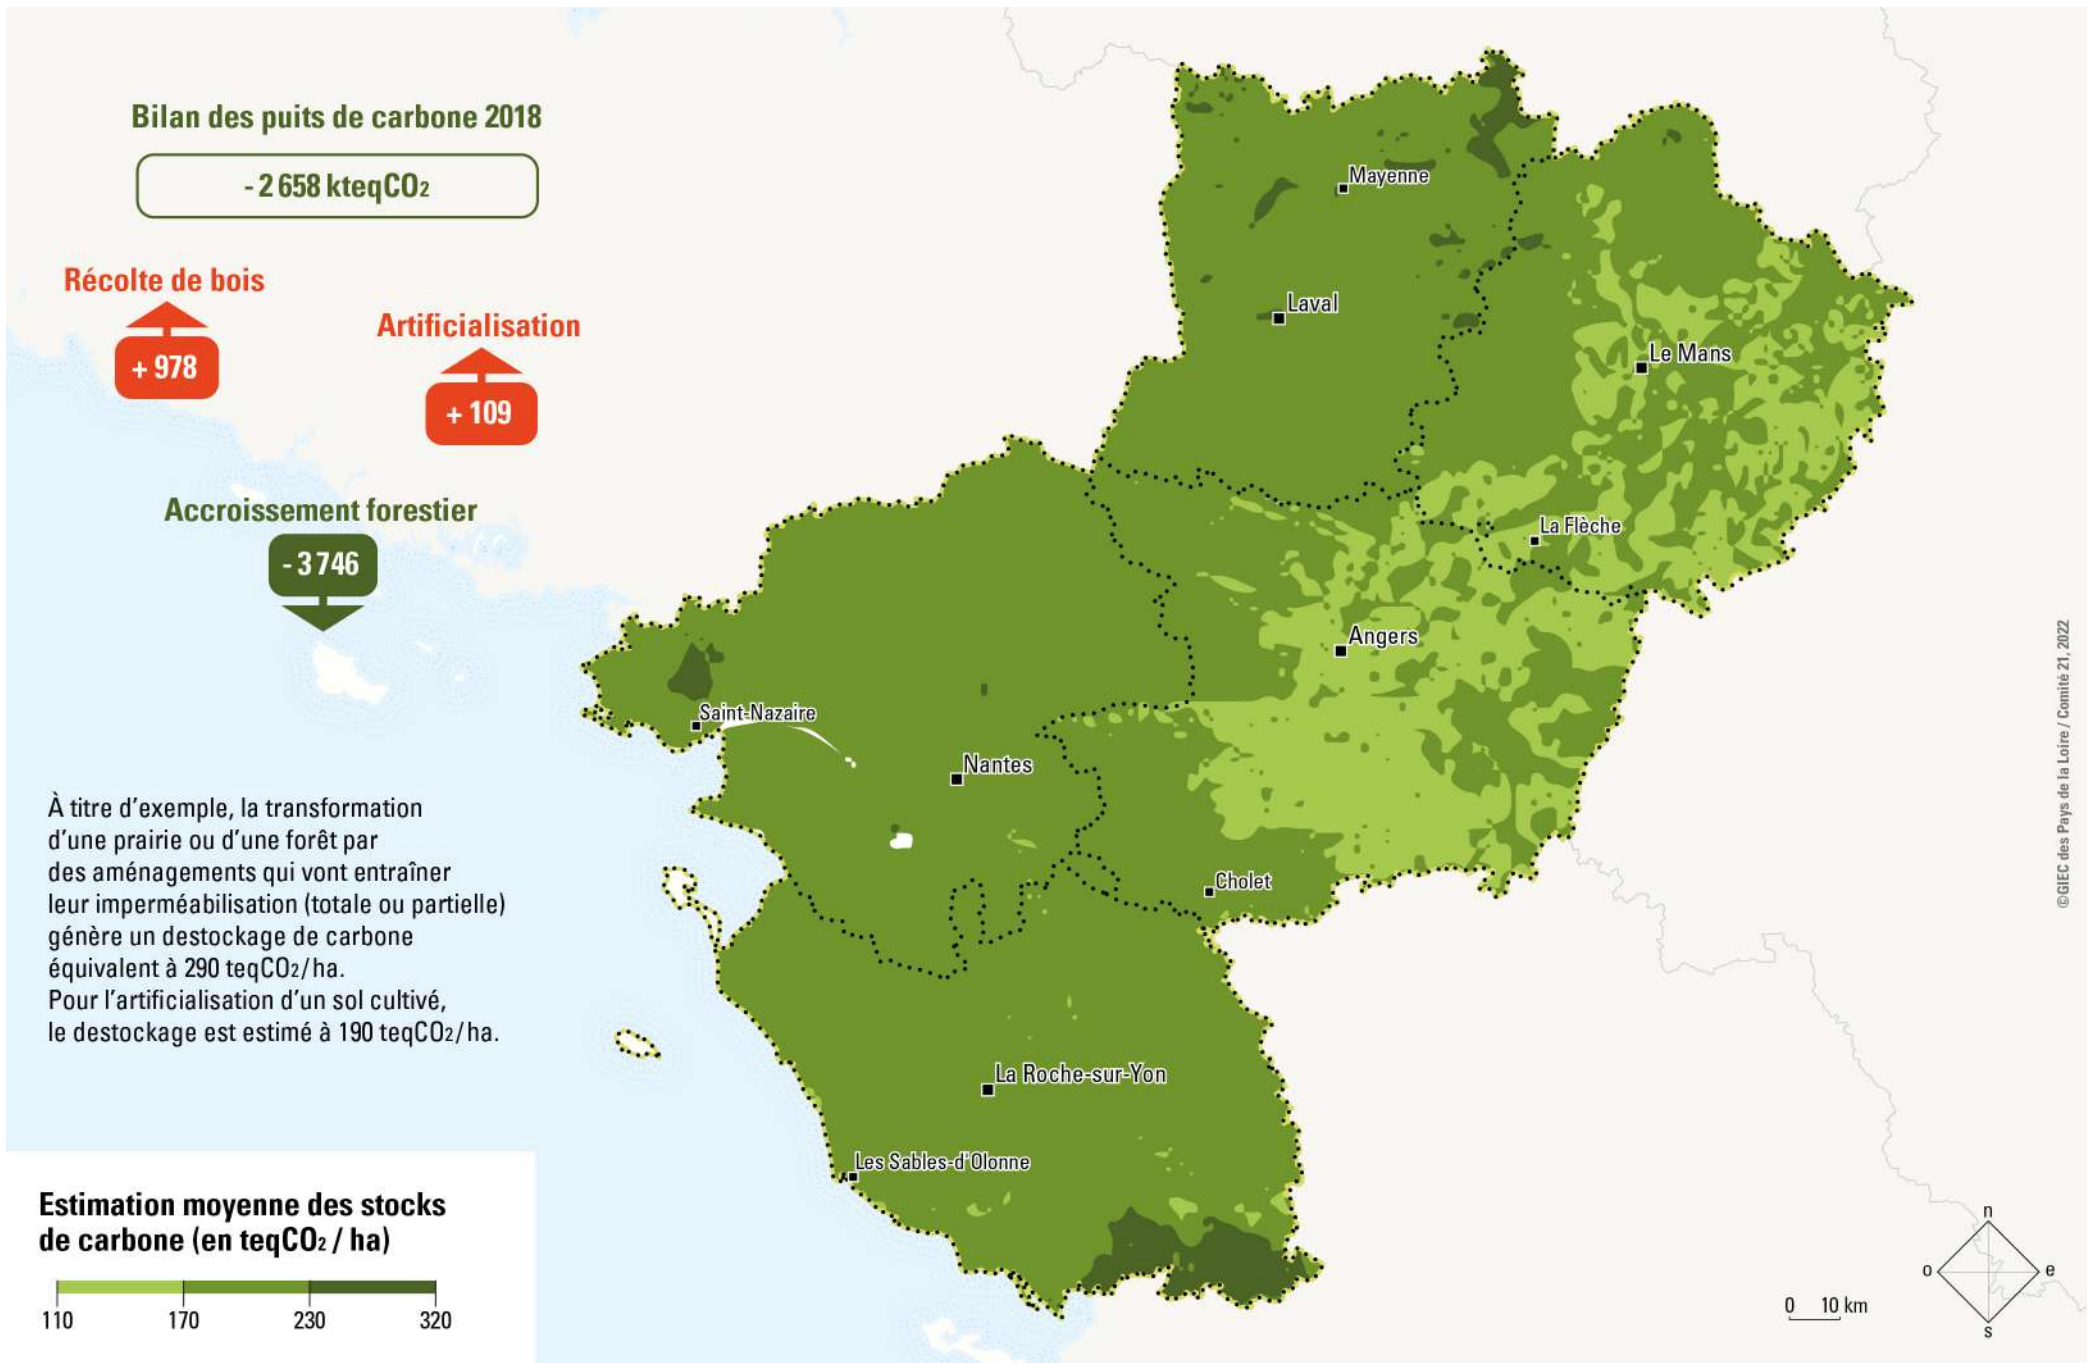 Bilan des puits de carbone 2018
- 2 658 kteqCO2
Récolte de bois
+ 978
Artificialisation
+ 109
Accroissement forestier
- 3 746
À titre d'exemple, la transformation
d'une prairie ou d'une forêt par
des aménagements qui vont entraîner
leur imperméabilisation (totale ou partielle)
génère un destockage de carbone
équivalent à 290 teqCO2/ha.
Pour l'artificialisation d'un sol cultivé,
le destockage est estimé à 190 teqCO2/ha.
Estimation moyenne des stocks
de carbone (en teqCO2 / ha)
110 170 230 320
Mayenne
Laval
Le Mans
La Flèche
Angers
Saint-Nazaire
Nantes
Cholet
La Roche-sur-Yon
Les Sables-d'Olonne
©GIEC des Pays de la Loire / Comité 21, 2022
0 10 km
n
o e
s